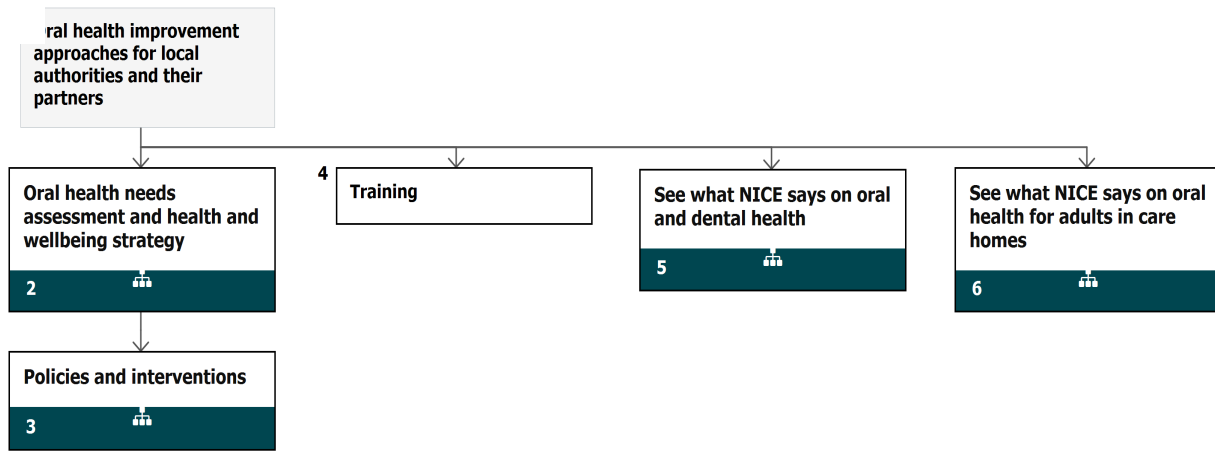 ral health improvement
approaches for local
authorities and their
partners
Oral health needs
assessment and health and
wellbeing strategy
2
4
Training
See what NICE says on oral
and dental health
5
See what NICE says on oral
health for adults in care
homes
6
Policies and interventions
3